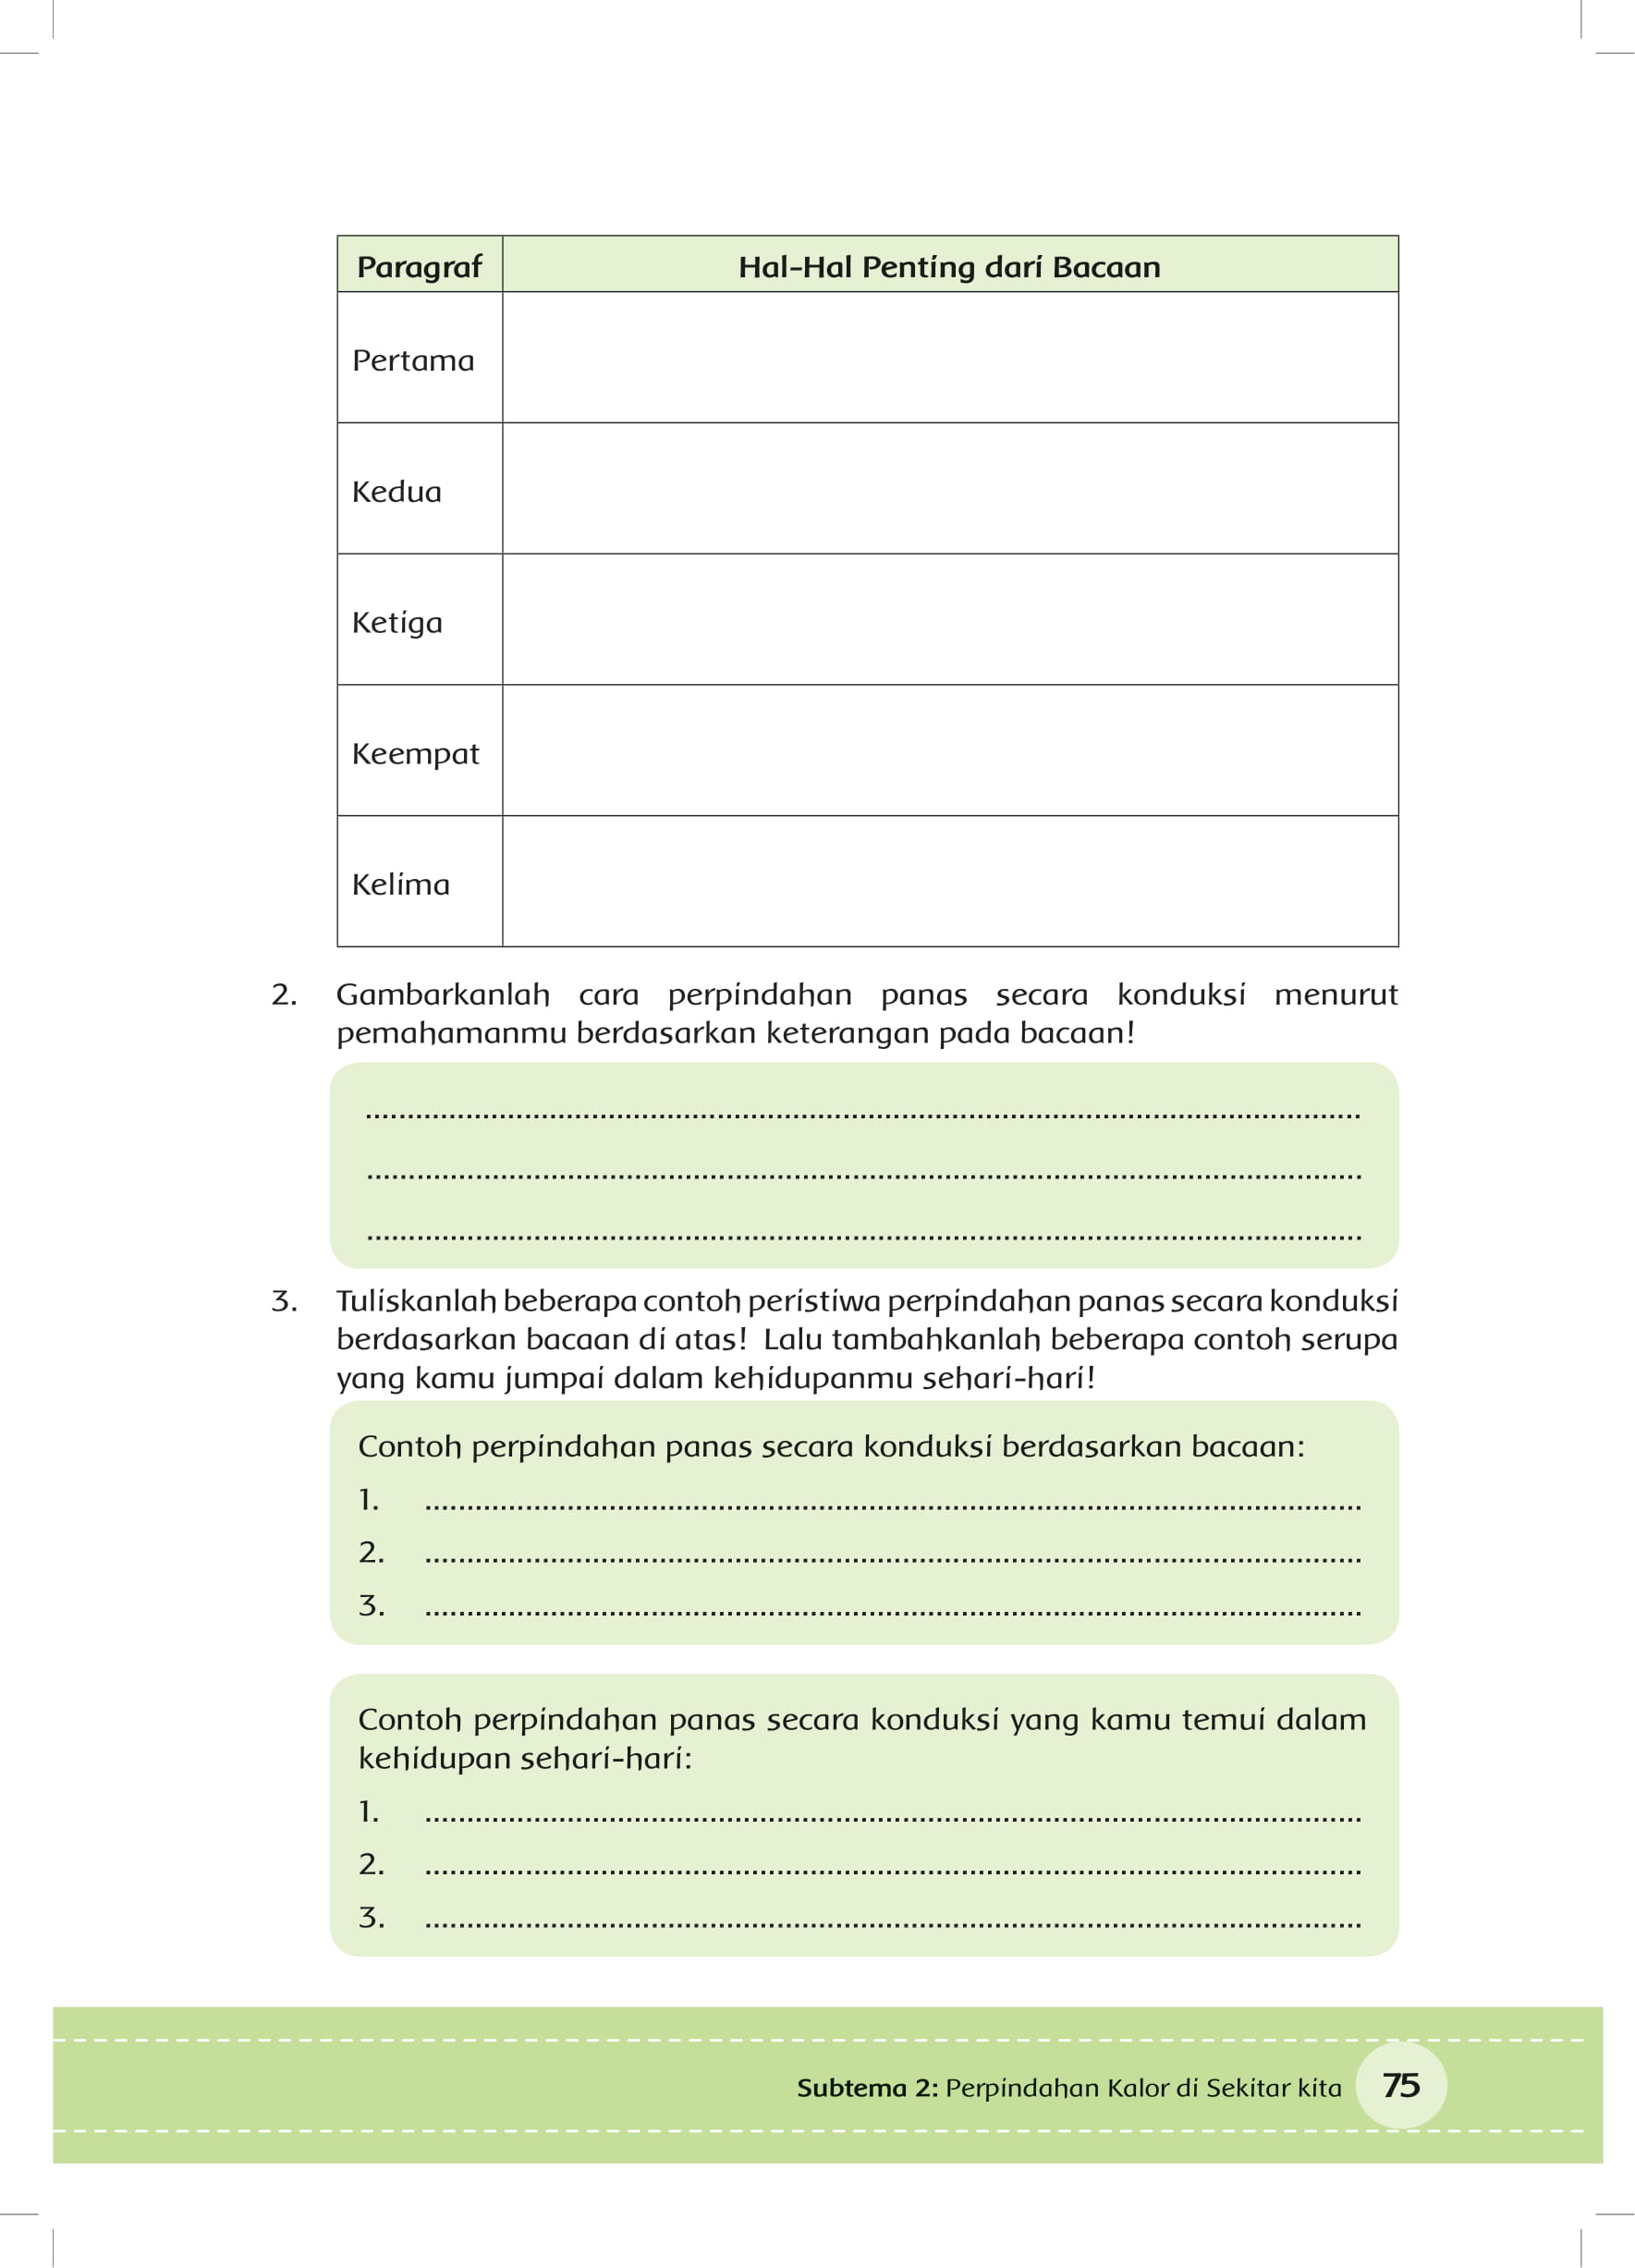 Paragraf Hal-Hal Penting dari Bacaan
Pertama
Kedua
Ketiga
Keempat
Kelima
2. Gambarkanlah cara perpindahan panas secara konduksi menurut
pemahamanmu berdasarkan keterangan pada bacaan!
3. Tuliskanlah beberapa contoh peristiwa perpindahan panas secara konduksi
berdasarkan bacaan di atas! Lalu tambahkanlah beberapa contoh serupa
yang kamu jumpai dalam kehidupanmu sehari-hari!
Contoh perpindahan panas secara konduksi berdasarkan bacaan:
1. ............................................................
2. ............................................................
3. ............................................................
Contoh perpindahan panas secara konduksi yang kamu temui dalam
kehidupan sehari-hari:
1. ............................................................
2. ............................................................
3. ............................................................
Subtema 2: Perpindahan Kalor di Sekitar kita 75